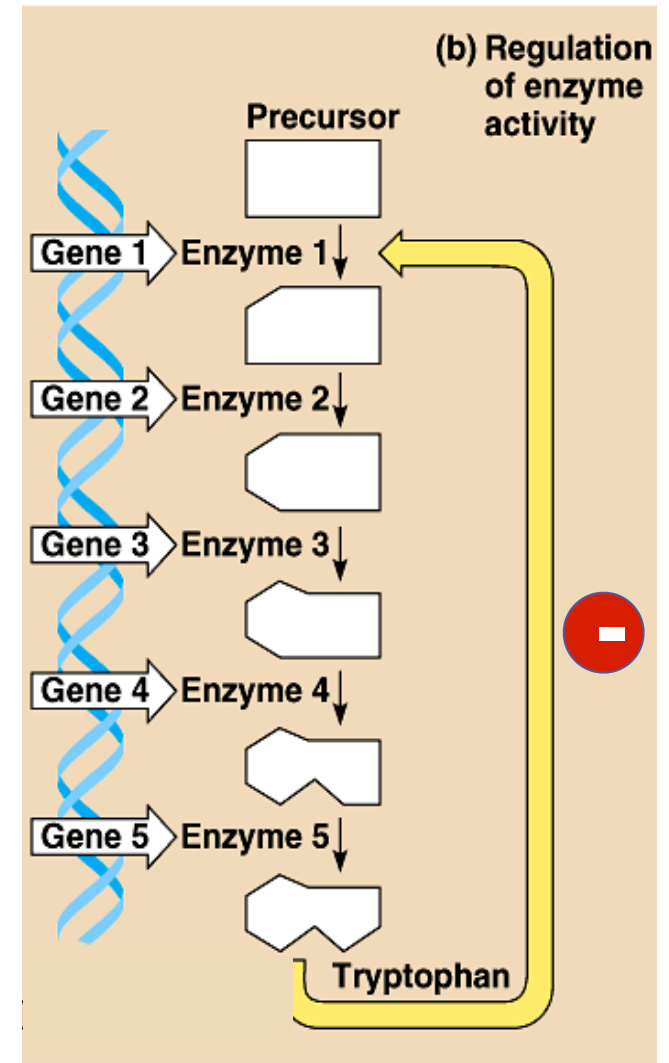 (b) Regulation
of enzyme
activity
Precursor
Gene 1 Enzyme 1
Gene 2 Enzyme 2
Gene 3 Enzyme 3
-
Gene 4 Enzyme 4
Gene 5 Enzyme 5
Tryptophan